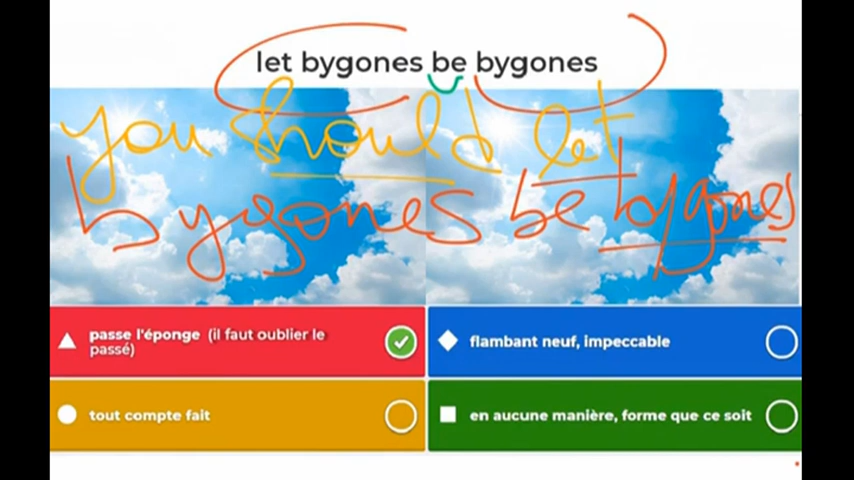 let bygones be bygones
you should let
bygones be bygones
passe l'éponge (il faut oublier le
passé)
flambant neuf, impeccable
tout compte fait
en aucune manière, forme que ce soit